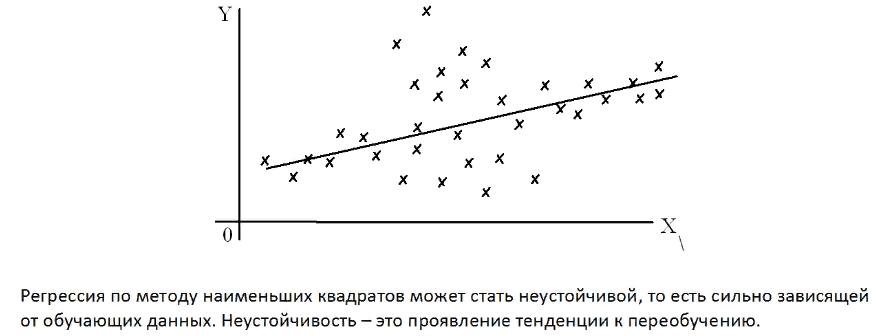 Y
0
X
Регрессия по методу наименьших квадратов может стать неустойчивой, то есть сильно зависящей
от обучающих данных. Неустойчивость – это проявление тенденции к переобучению.